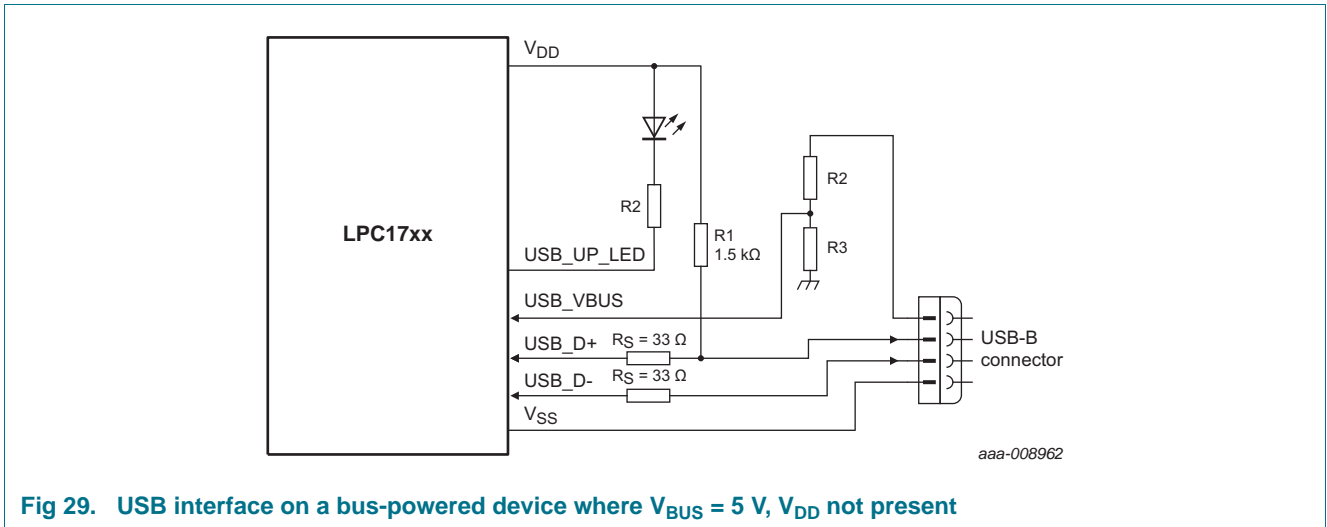 VDD
R2
R2
R3
R1
1.5 kΩ
LPC17xx
USB_UP_LED
USB_VBUS
USB_D+
RS = 33 Ω
USB-B
connector
USB_D-
RS = 33 Ω
VSS
aaa-008962
Fig 29. USB interface on a bus-powered device where VBUS = 5 V, VDD not present